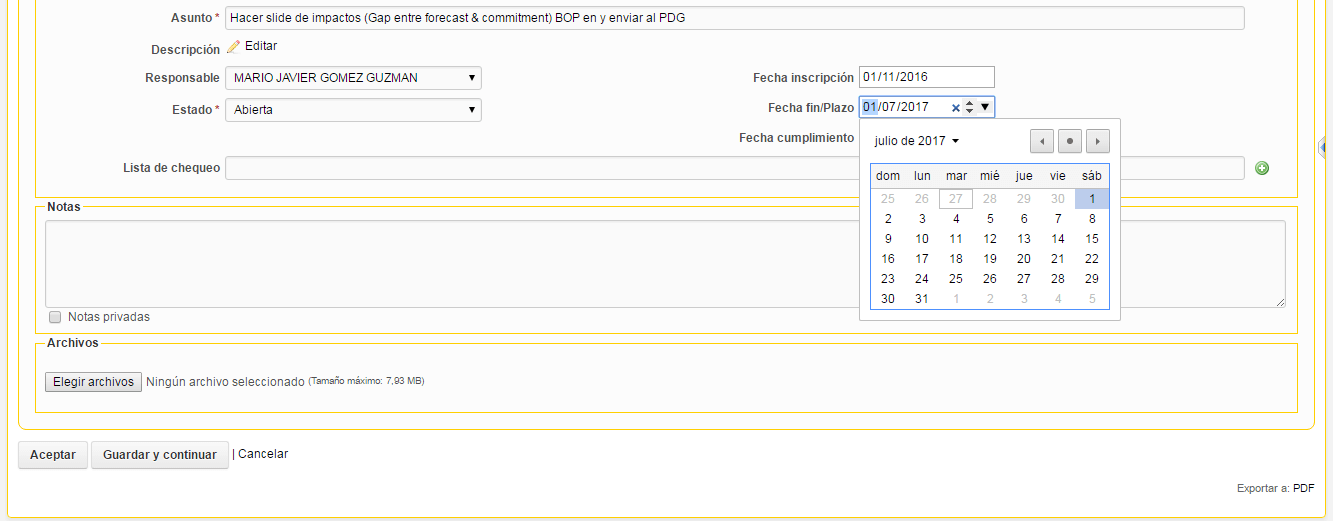 Asunto * Hacer slide de impactos (Gap entre forecast & commitment) BOP en y enviar al PDG
Descripción Editar
Responsable MARIO JAVIER GOMEZ GUZMAN Fecha inscripción 01/11/2016
Estado * Abierta Fecha fin/Plazo 01/07/2017
Fecha cumplimiento julio de 2017
Lista de chequeo
dom lun mar mié jue vie sáb
25 26 27 28 29 30 1
2 3 4 5 6 7 8
9 10 11 12 13 14 15
16 17 18 19 20 21 22
23 24 25 26 27 28 29
30 31 1 2 3 4 5
Notas
Notas privadas
Archivos
Elegir archivos Ningún archivo seleccionado (Tamaño máximo: 7,93 MB)
Aceptar Guardar y continuar | Cancelar
Exportar a: PDF